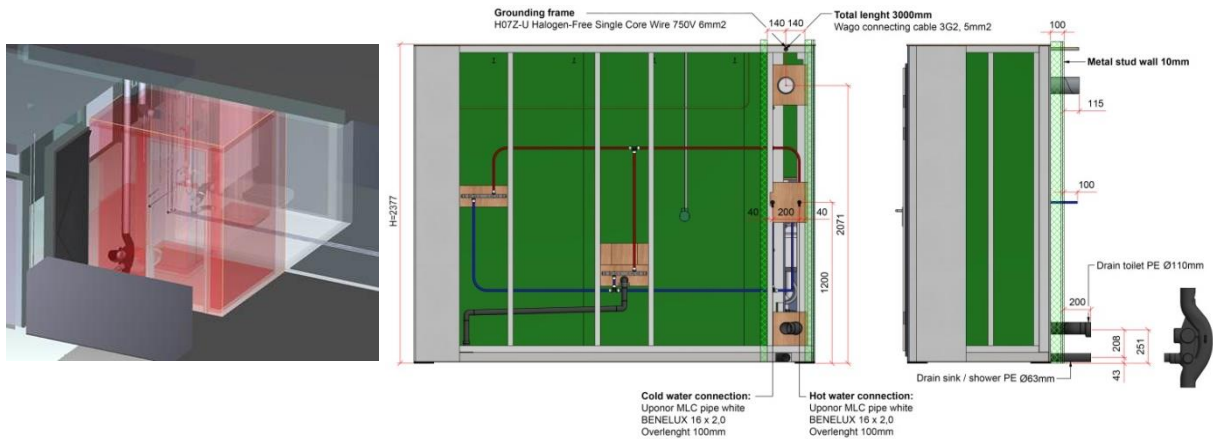 Grounding frame
H07Z-U Halogen-Free Single Core Wire 750V 6mm2
140 140
Total lenght 3000mm
Wago connecting cable 3G2, 5mm2
100
Metal stud wall 10mm
115
H=2377
100
40 200 40
2071
1200
Drain toilet PE Ø110mm
200
208
251
43
Drain sink / shower PE Ø63mm
Cold water connection:
Uponor MLC pipe white
BENELUX 16 x 2,0
Overlenght 100mm
Hot water connection:
Uponor MLC pipe white
BENELUX 16 x 2,0
Overlenght 100mm